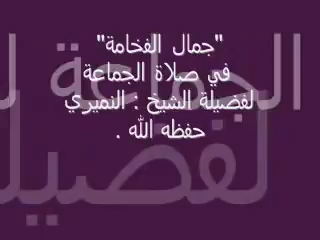 "جمال الفخامة"
في صلاة الجماعة
لفضيلة الشيخ : النميري
حفظه الله .